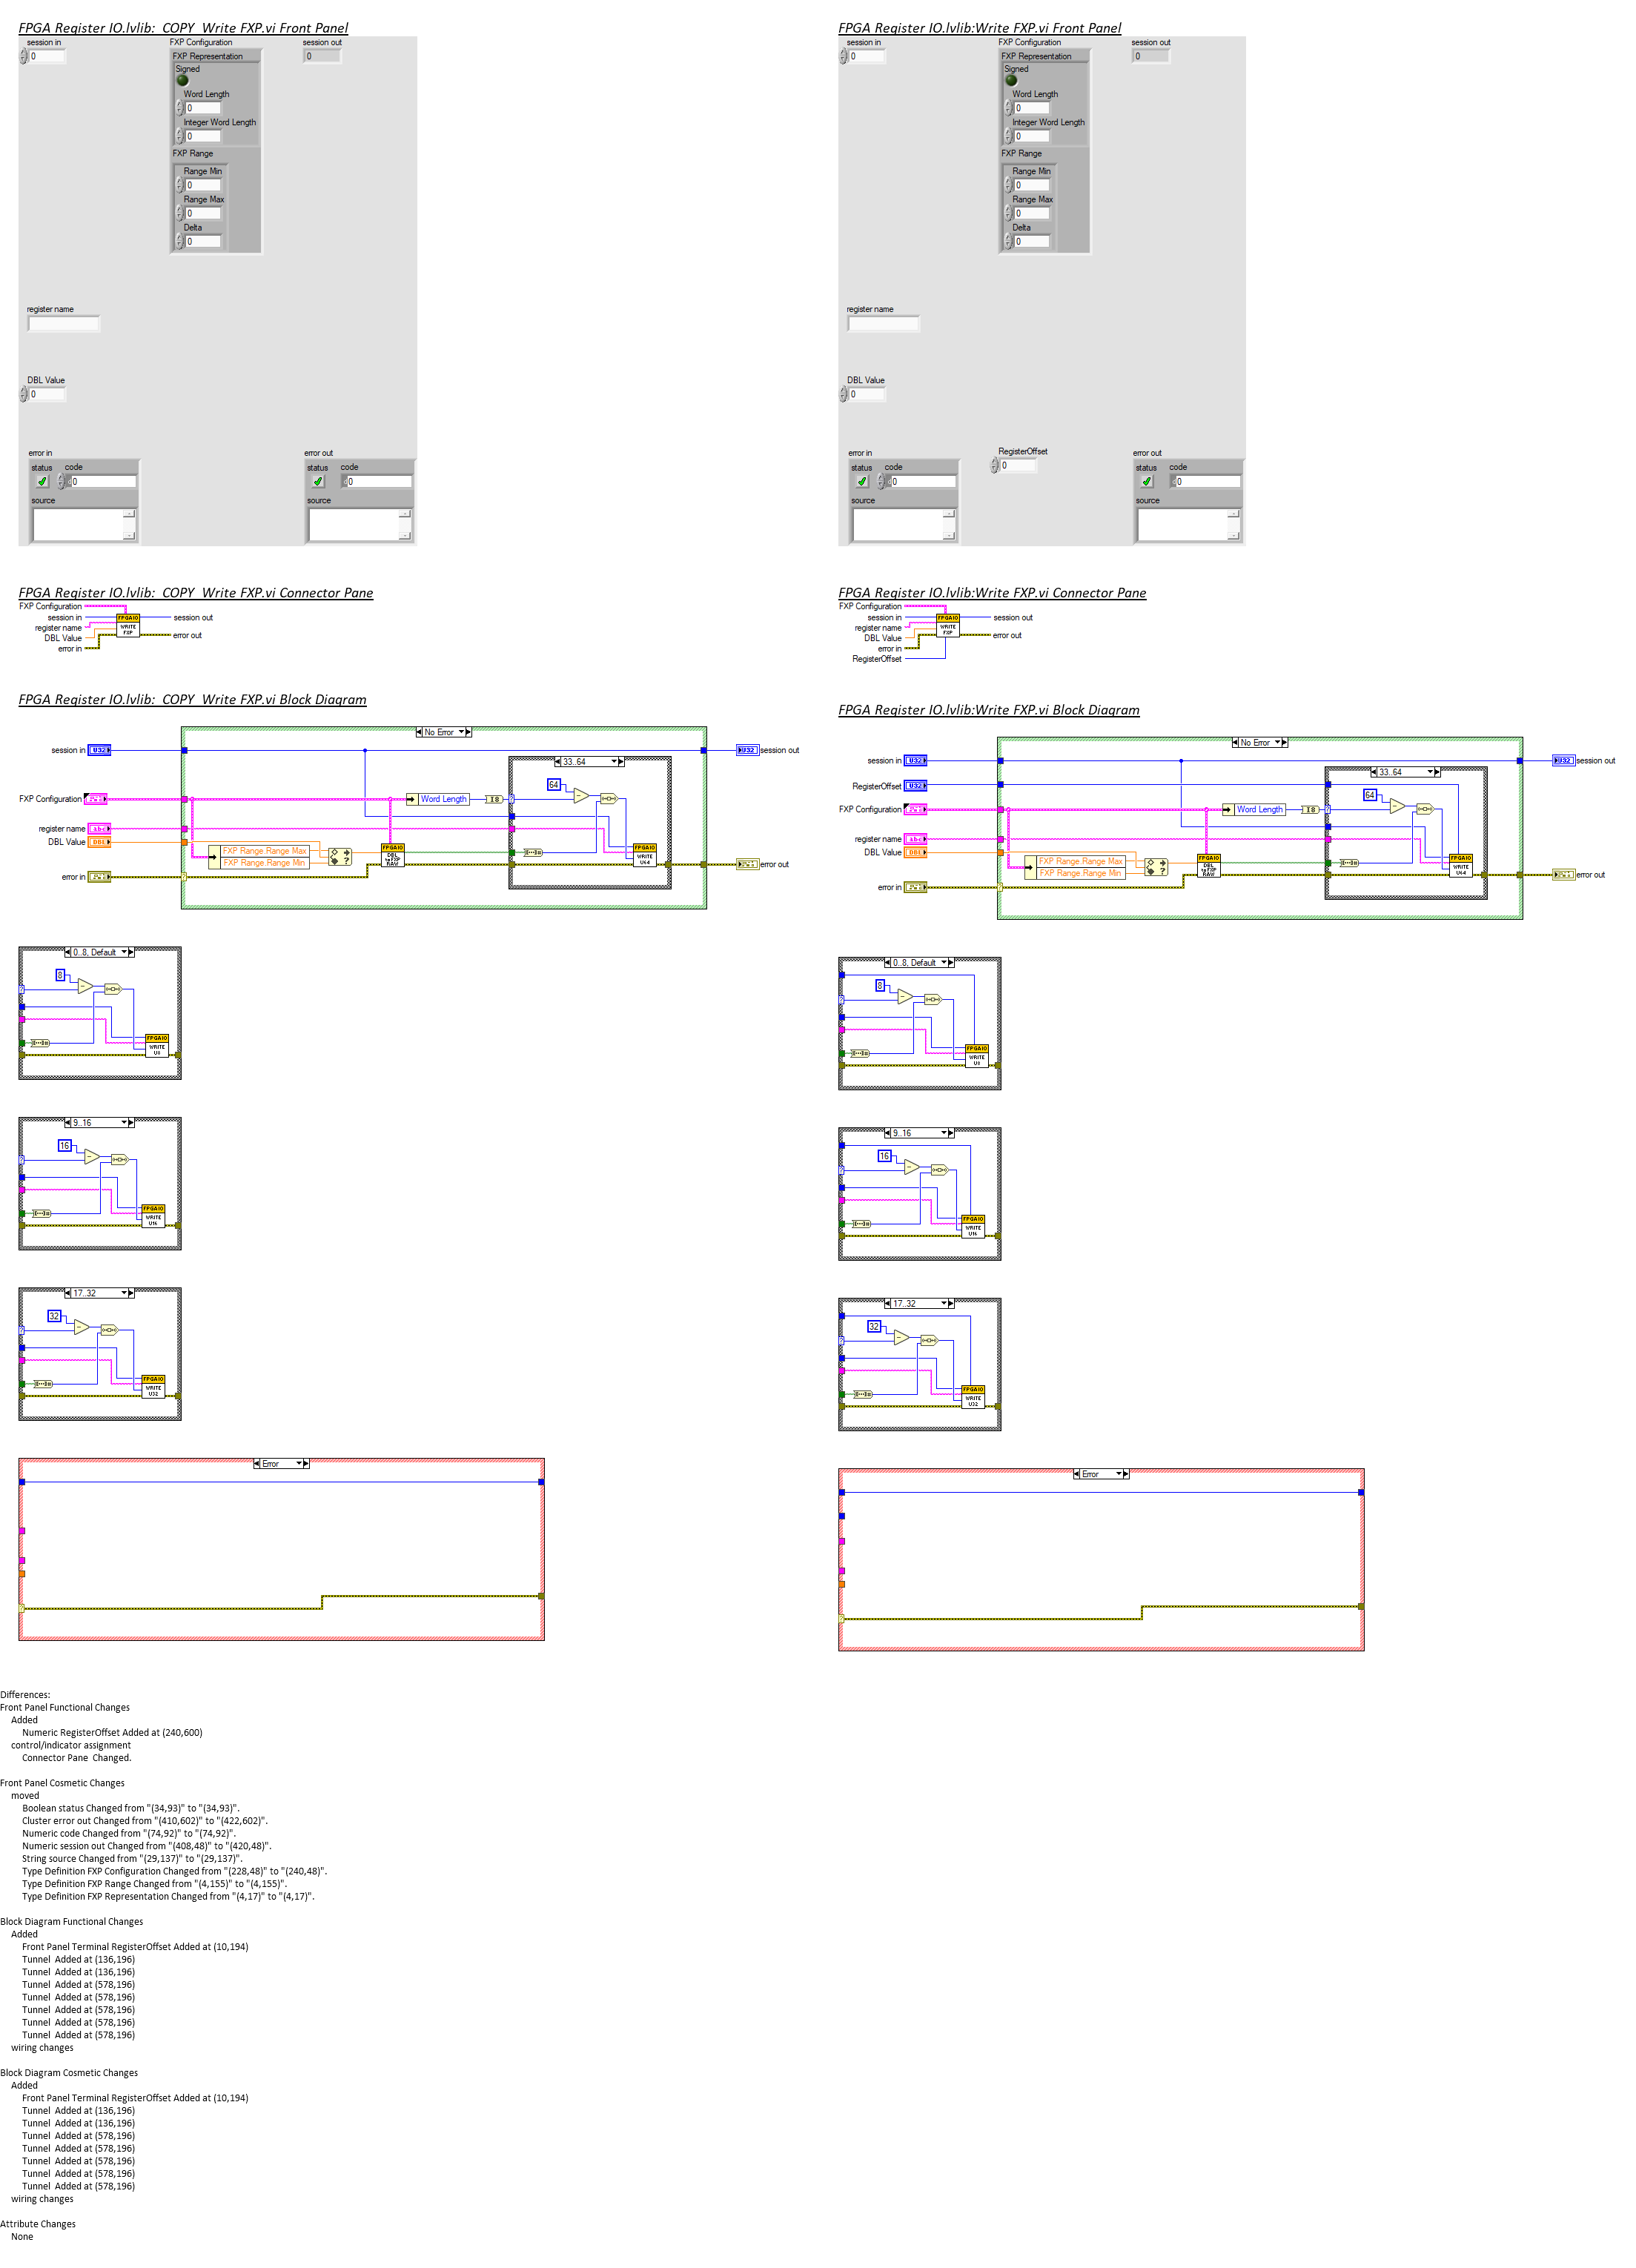 FPGA Register IO.lvlib:  COPY  Write FXP.vi Front Panel
session in
0
FXP Configuration
FXP Representation
Signed
Word Length
0
Integer Word Length
0
FXP Range
Range Min
0
Range Max
0
Delta
0
session out
0
register name
DBL Value
0
error in
status
code
0
source
error out
status
code
0
source
FPGA Register IO.lvlib:Write FXP.vi Front Panel
session in
0
FXP Configuration
FXP Representation
Signed
Word Length
0
Integer Word Length
0
FXP Range
Range Min
0
Range Max
0
Delta
0
session out
0
register name
DBL Value
0
error in
status
code
0
source
RegisterOffset
0
error out
status
code
0
source
FPGA Register IO.lvlib:  COPY  Write FXP.vi Connector Pane
FXP Configuration
session in
register name
DBL Value
error in
FPGAIO
WRITE
FXP
session out
error out
FPGA Register IO.lvlib:Write FXP.vi Connector Pane
FXP Configuration
session in
register name
DBL Value
error in
RegisterOffset
FPGAIO
WRITE
FXP
session out
error out
FPGA Register IO.lvlib:  COPY  Write FXP.vi Block Diagram
No Error
session in
U32
FXP Configuration
register name
abc
DBL Value
DBL
error in
FXP Range.Range Max
FXP Range.Range Min
?
FPGAIO
DBL
to FXP
RAW
Word Length
I8
33..64
64
FPGAIO
WRITE
U64
U32
session out
error out
0..8, Default
8
FPGAIO
WRITE
U8
9..16
16
FPGAIO
WRITE
U16
17..32
32
FPGAIO
WRITE
U32
Error
FPGA Register IO.lvlib:Write FXP.vi Block Diagram
No Error
session in
U32
RegisterOffset
U32
FXP Configuration
register name
abc
DBL Value
DBL
error in
FXP Range.Range Max
FXP Range.Range Min
?
FPGAIO
DBL
to FXP
RAW
Word Length
I8
33..64
64
FPGAIO
WRITE
U64
U32
session out
error out
0..8, Default
8
FPGAIO
WRITE
U8
9..16
16
FPGAIO
WRITE
U16
17..32
32
FPGAIO
WRITE
U32
Error
Differences:
Front Panel Functional Changes
Added
Numeric RegisterOffset Added at (240,600)
control/indicator assignment
Connector Pane  Changed.
Front Panel Cosmetic Changes
moved
Boolean status Changed from "(34,93)" to "(34,93)".
Cluster error out Changed from "(410,602)" to "(422,602)".
Numeric code Changed from "(74,92)" to "(74,92)".
Numeric session out Changed from "(408,48)" to "(420,48)".
String source Changed from "(29,137)" to "(29,137)".
Type Definition FXP Configuration Changed from "(228,48)" to "(240,48)".
Type Definition FXP Range Changed from "(4,155)" to "(4,155)".
Type Definition FXP Representation Changed from "(4,17)" to "(4,17)".
Block Diagram Functional Changes
Added
Front Panel Terminal RegisterOffset Added at (10,194)
Tunnel  Added at (136,196)
Tunnel  Added at (136,196)
Tunnel  Added at (578,196)
Tunnel  Added at (578,196)
Tunnel  Added at (578,196)
Tunnel  Added at (578,196)
Tunnel  Added at (578,196)
wiring changes
Block Diagram Cosmetic Changes
Added
Front Panel Terminal RegisterOffset Added at (10,194)
Tunnel  Added at (136,196)
Tunnel  Added at (136,196)
Tunnel  Added at (578,196)
Tunnel  Added at (578,196)
Tunnel  Added at (578,196)
Tunnel  Added at (578,196)
Tunnel  Added at (578,196)
wiring changes
Attribute Changes
None